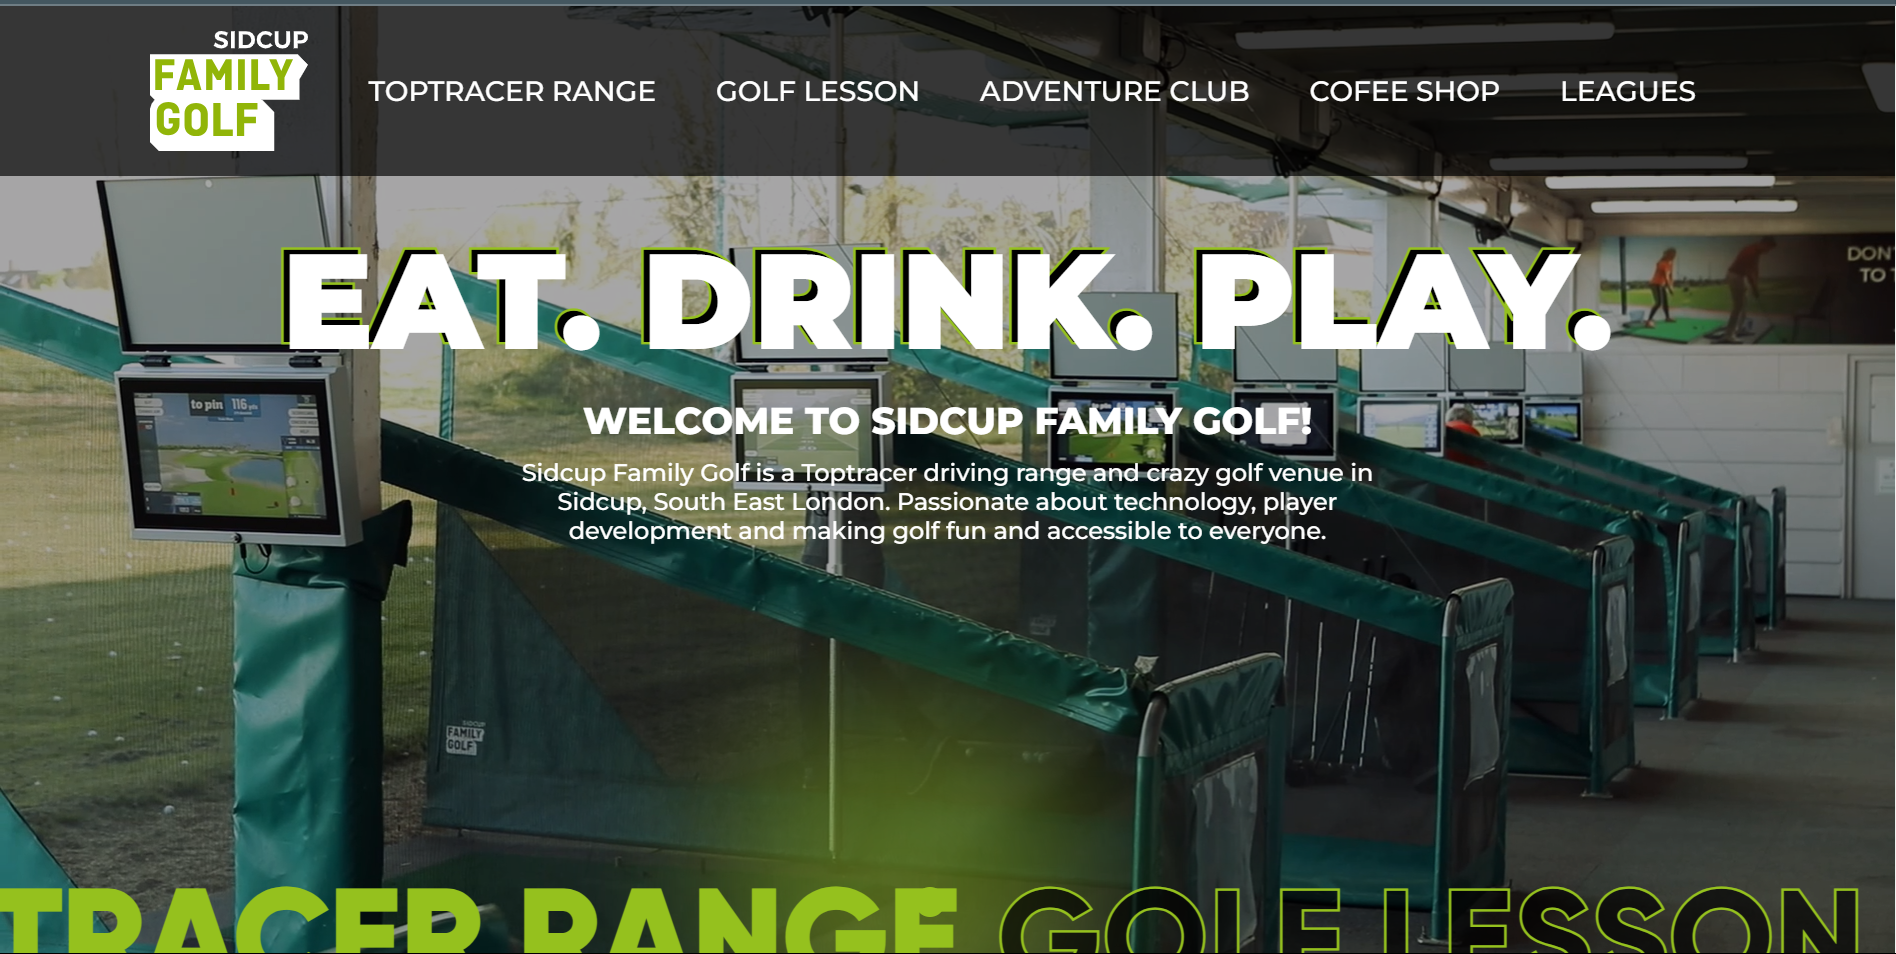 SIDCUP
FAMILY
GOLF
TOPTRACER RANGE
GOLF LESSON
ADVENTURE CLUB
COFEE SHOP
LEAGUES
EAT. DRINK. PLAY.
DON'
TO
to pin 116 yds
WELCOME TO SIDCUP FAMILY GOLF!
Sidcup Family Golf is a Toptracer driving range and crazy golf venue in
Sidcup, South East London. Passionate about technology, player
development and making golf fun and accessible to everyone.
SIDCUP
FAMILY
GOLF
TRACER RANGE GOLF LESSON